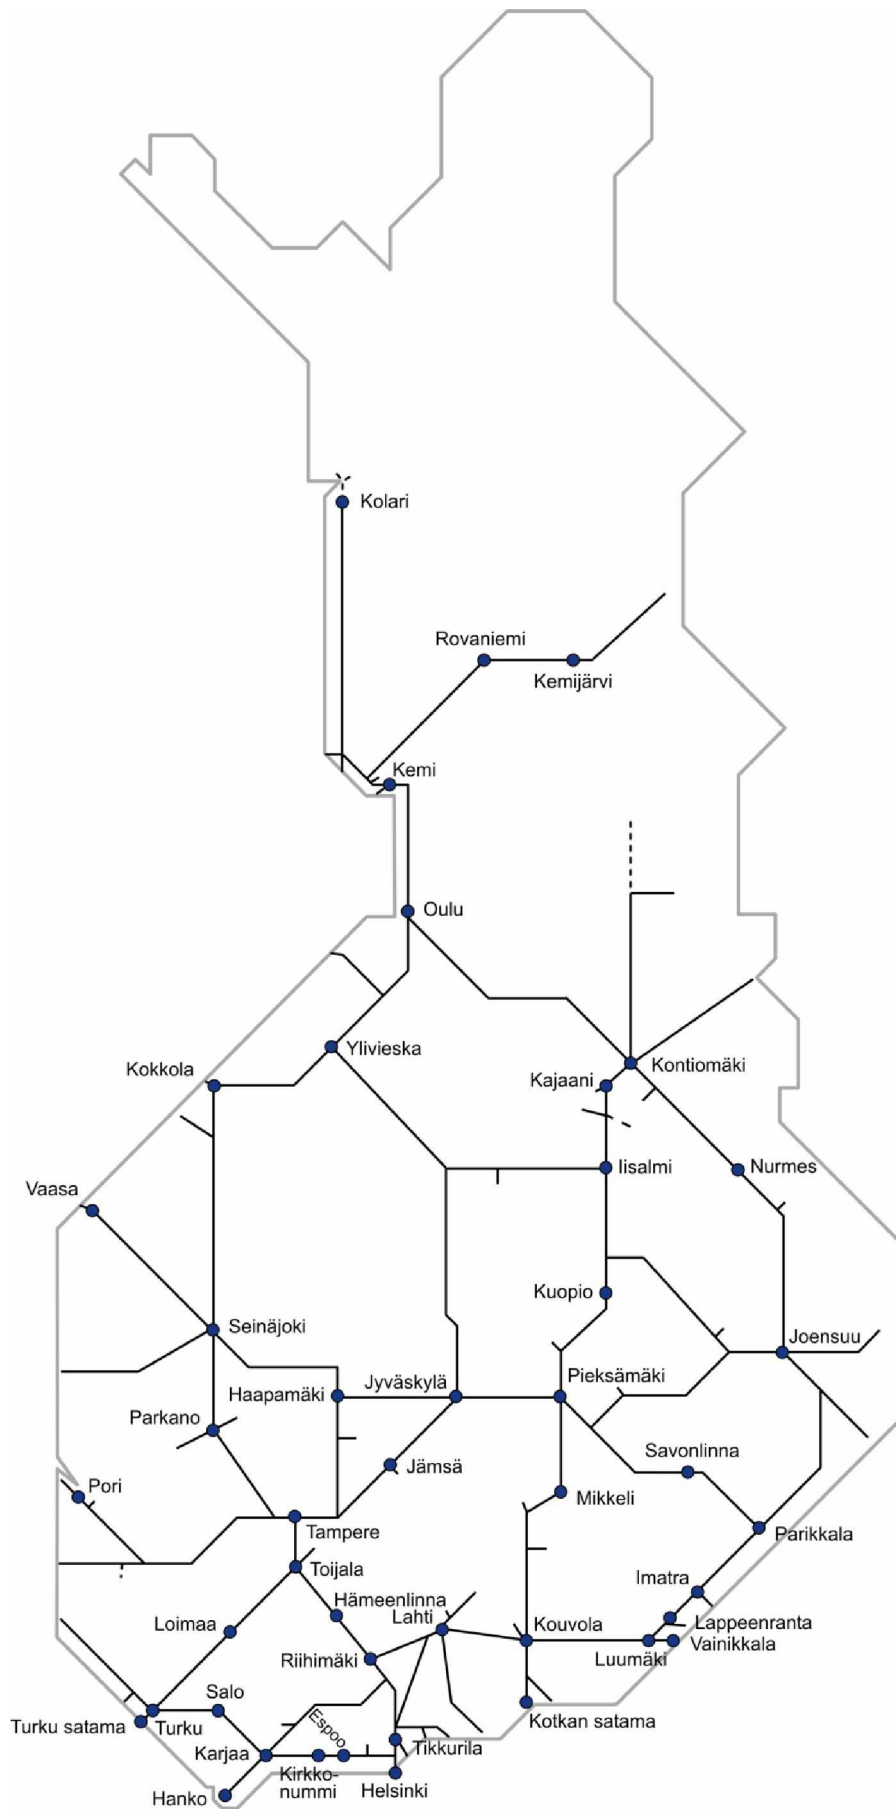 Kolari
Rovaniemi
Kemijärvi
Kemi
Oulu
Ylivieska
Kokkola
Kontiomäki
Kajaani
Iisalmi
Nurmes
Vaasa
Kuopio
Seinäjoki
Joensuu
Jyväskylä
Pieksämäki
Haapamäki
Parkano
Savonlinna
Jämsä
Pori
Mikkeli
Tampere
Parikkala
Toijala
Imatra
Hämeenlinna
Lahti
Loimaa
Kouvola
Lappeenranta
Vainikkala
Luumäki
Riihimäki
Salo
Turku satama
Turku
Espoo
Kotkan satama
Tikkurila
Karjaa
Kirkko-
nummi
Helsinki
Hanko